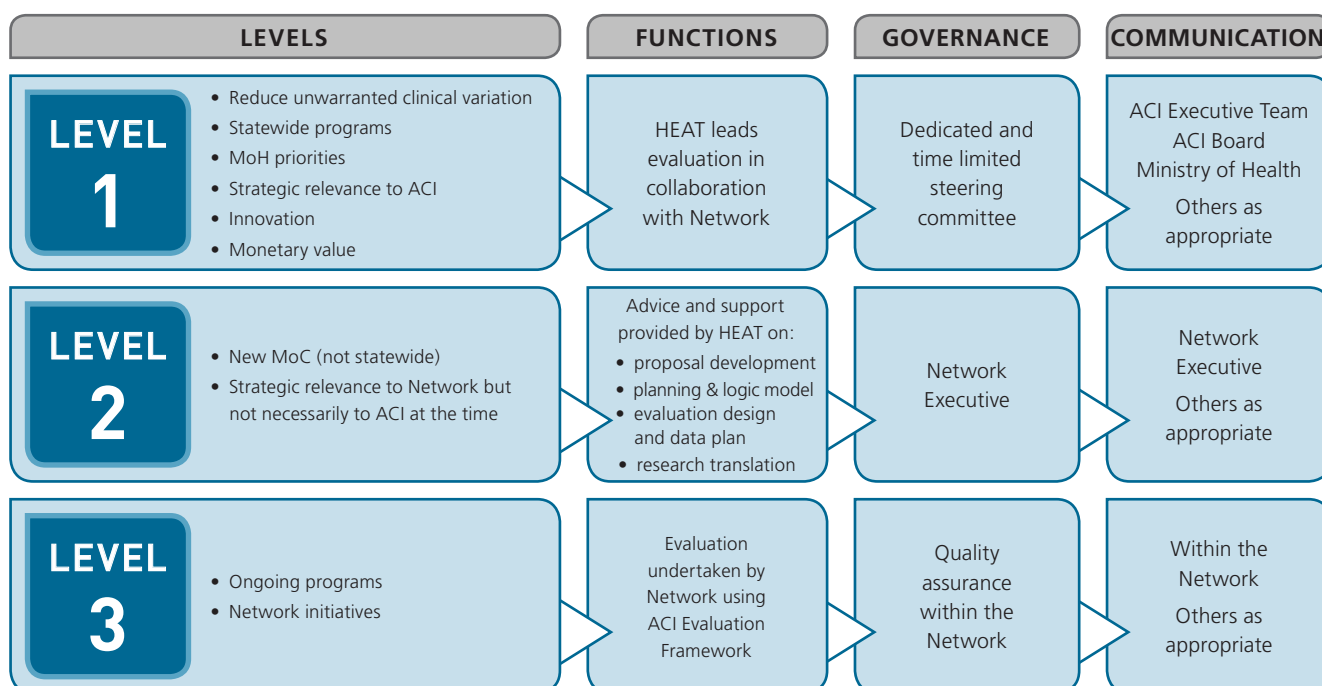 LEVELS
FUNCTIONS
GOVERNANCE
COMMUNICATION
LEVEL
1
• Reduce unwarranted clinical variation
• Statewide programs
• MoH priorities
• Strategic relevance to ACI
• Innovation
• Monetary value
HEAT leads
evaluation in
collaboration
with Network
Dedicated and
time limited
steering
committee
ACI Executive Team
ACI Board
Ministry of Health
Others as
appropriate
LEVEL
2
• New MoC (not statewide)
• Strategic relevance to Network but
not necessarily to ACI at the time
Advice and support
provided by HEAT on:
• proposal development
• planning & logic model
• evaluation design
and data plan
• research translation
Network
Executive
Network
Executive
Others as
appropriate
LEVEL
3
• Ongoing programs
• Network initiatives
Evaluation
undertaken by
Network using
ACI Evaluation
Framework
Quality
assurance
within the
Network
Within the
Network
Others as
appropriate